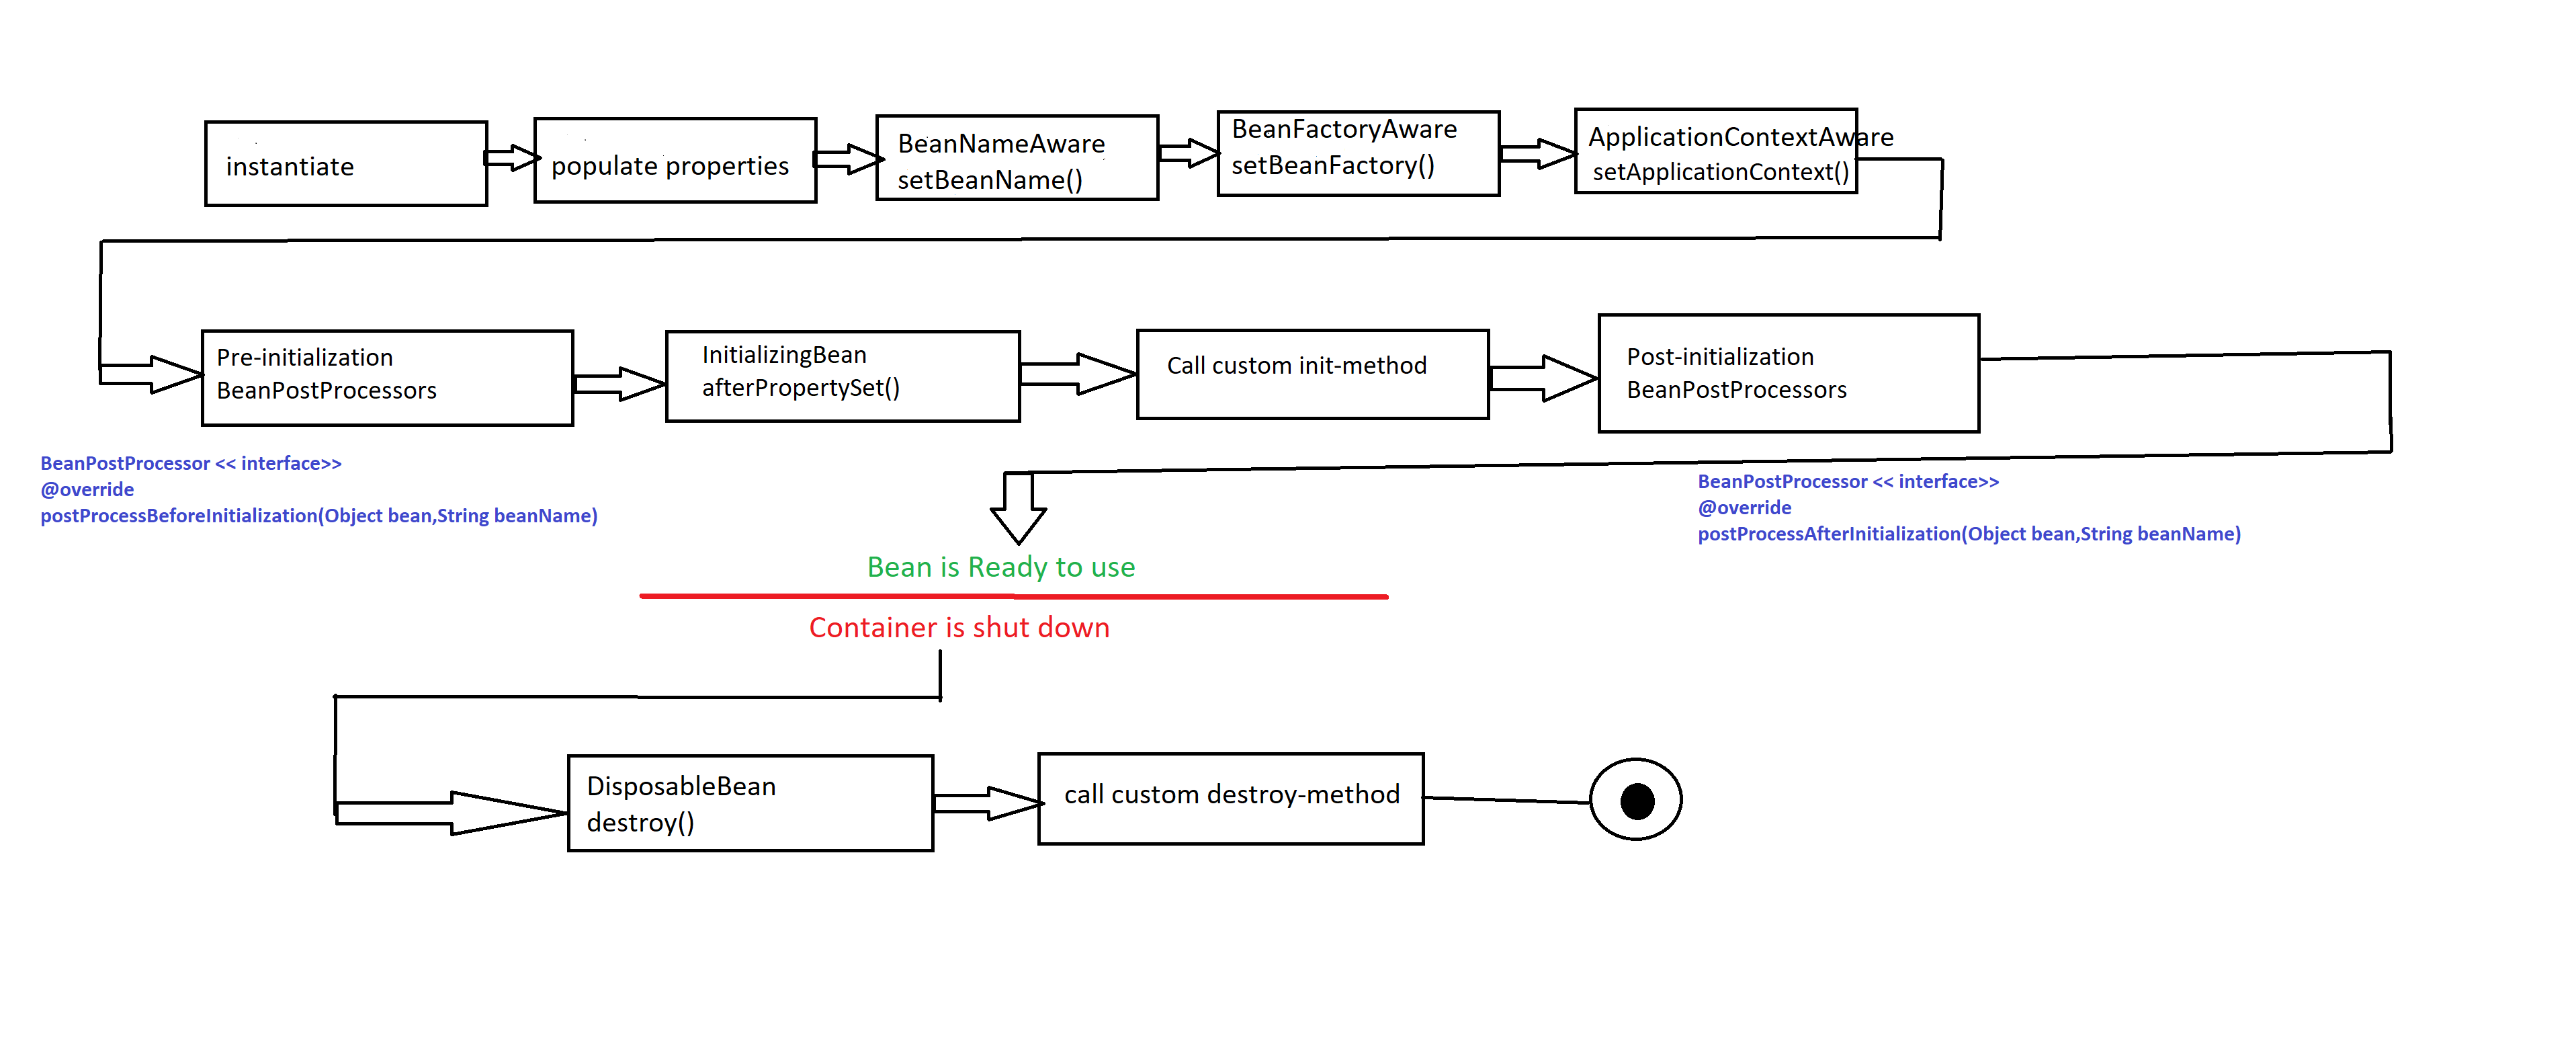 instantiate
populate properties
BeanNameAware
setBeanName()
BeanFactoryAware
setBeanFactory()
ApplicationContextAware
setApplicationContext()
Pre-initialization
BeanPostProcessors
InitializingBean
afterPropertySet()
Call custom init-method
Post-initialization
BeanPostProcessors
BeanPostProcessor << interface>>
@override
postProcessBeforeInitialization(Object bean,String beanName)
BeanPostProcessor << interface>>
@override
postProcessAfterInitialization(Object bean,String beanName)
Bean is Ready to use
Container is shut down
DisposableBean
destroy()
call custom destroy-method